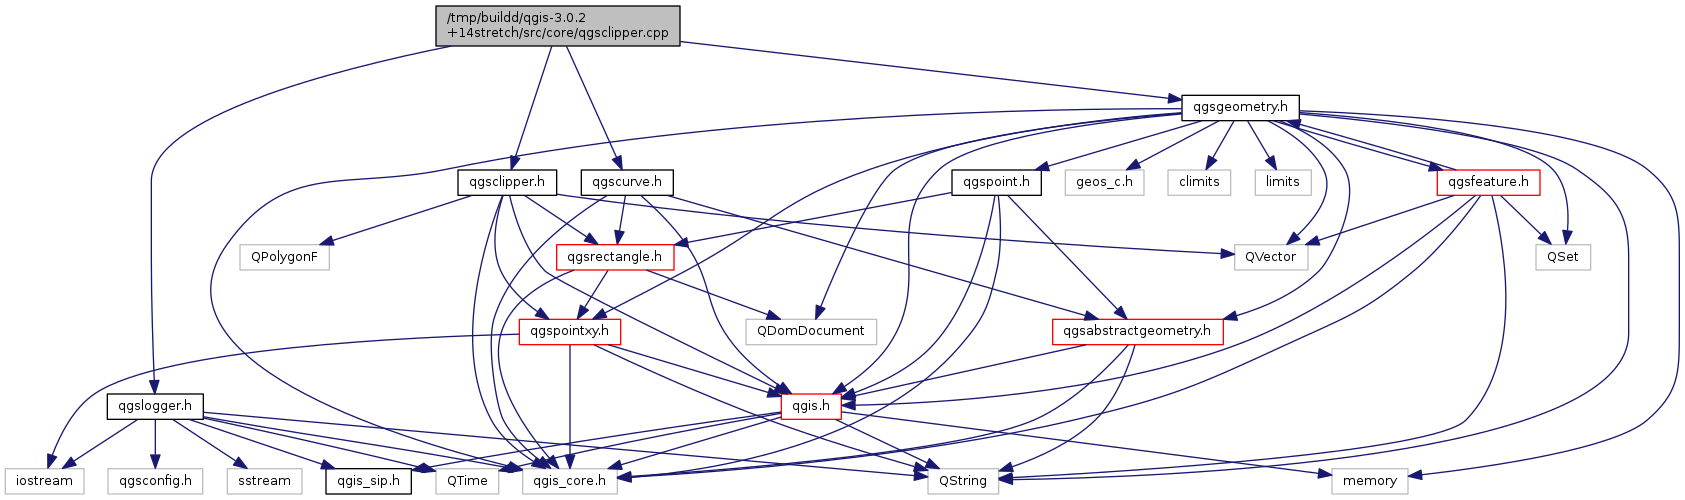 /tmp/buildd/qgis-3.0.2
+14stretch/src/core/qgsclipper.cpp
qgsgeometry.h
qgsclipper.h
qgscurve.h
qgspoint.h
geos_c.h
climits
limits
qgsfeature.h
QPolygonF
qgsrectangle.h
QVector
QSet
qgspointxy.h
QDomDocument
qgsabstractgeometry.h
qgslogger.h
qgis.h
iostream
qgsconfig.h
sstream
qgis_sip.h
QTime
qgis_core.h
QString
memory